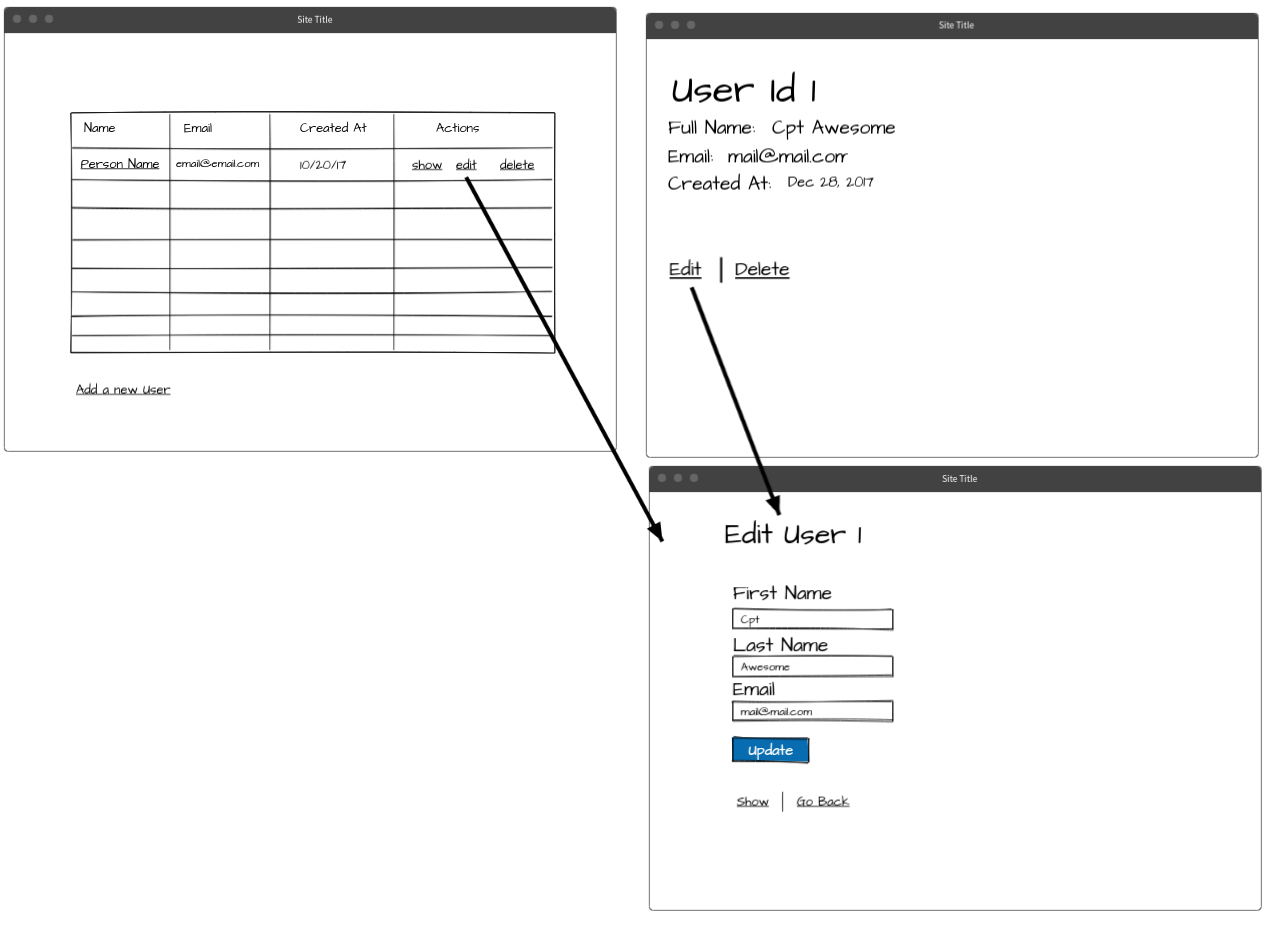 Site Title
Name Email Created At Actions
Person Name email@email.com 10/20/17 show edit delete
Add a new User
Site Title
User Id 1
Full Name: Cpt Awesome
Email: mail@mail.com
Created At: Dec 28, 2017
Edit | Delete
Site Title
Edit User 1
First Name
Cpt
Last Name
Awesome
Email
mail@mail.com
Update
Show | Go Back